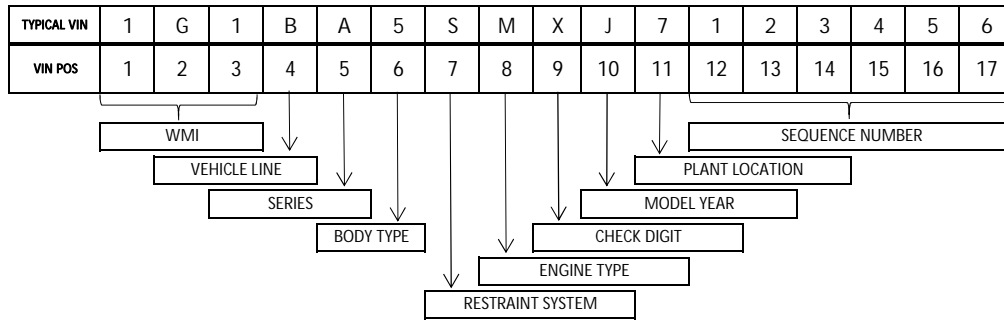 TYPICAL VIN 1 G 1 B A 5 S M X J 7 1 2 3 4 5 6
VIN POS 1 2 3 4 5 6 7 8 9 10 11 12 13 14 15 16 17
WMI SEQUENCE NUMBER
VEHICLE LINE PLANT LOCATION
SERIES MODEL YEAR
BODY TYPE CHECK DIGIT
ENGINE TYPE
RESTRAINT SYSTEM